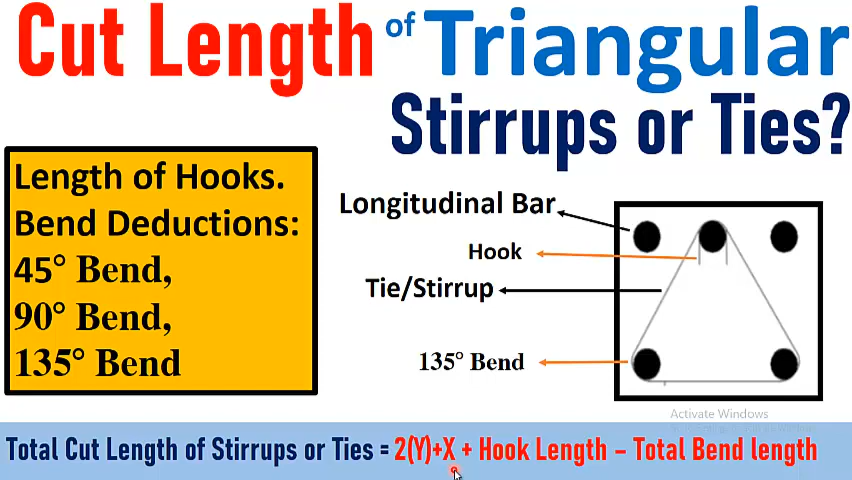 Cut Length of Triangular
Stirrups or Ties?
Length of Hooks.
Bend Deductions:
45° Bend,
90° Bend,
135° Bend
Longitudinal Bar
Hook
Tie/Stirrup
135° Bend
Activate Windows
Total Cut Length of Stirrups or Ties = 2(Y)+X + Hook Length – Total Bend length